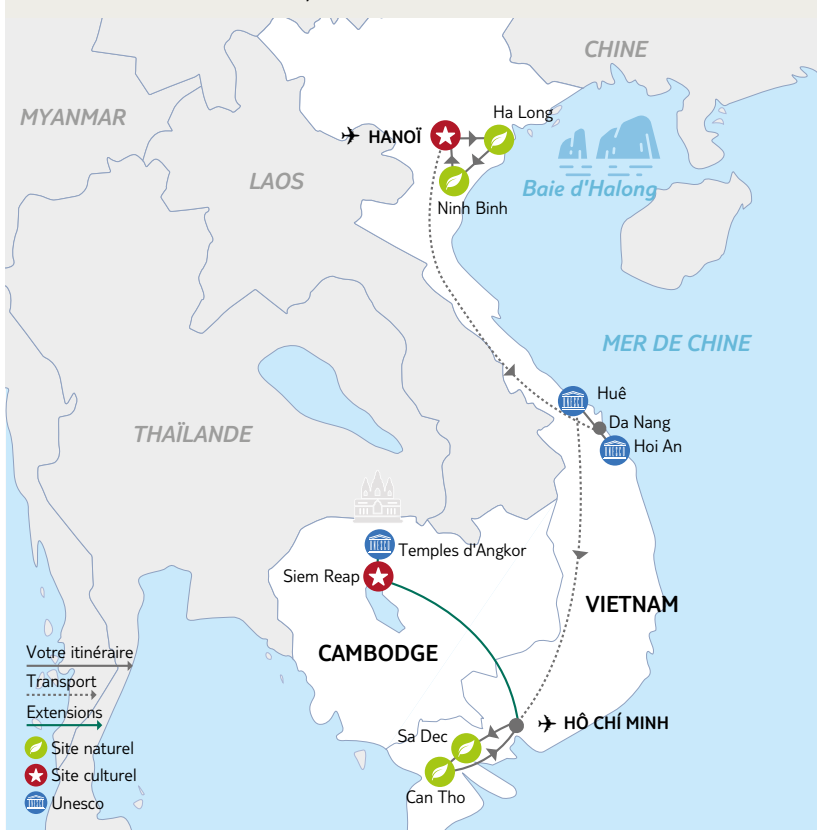 CHINE
MYANMAR
Ha Long
HANOÏ
LAOS
Baie d'Halong
Ninh Binh
MER DE CHINE
Huê
Da Nang
Hoi An
THAÏLANDE
Temples d'Angkor
Siem Reap
VIETNAM
CAMBODGE
HÔ CHÍ MINH
Sa Dec
Can Tho
Votre itinéraire
Transport
Extensions
Site naturel
Site culturel
Unesco